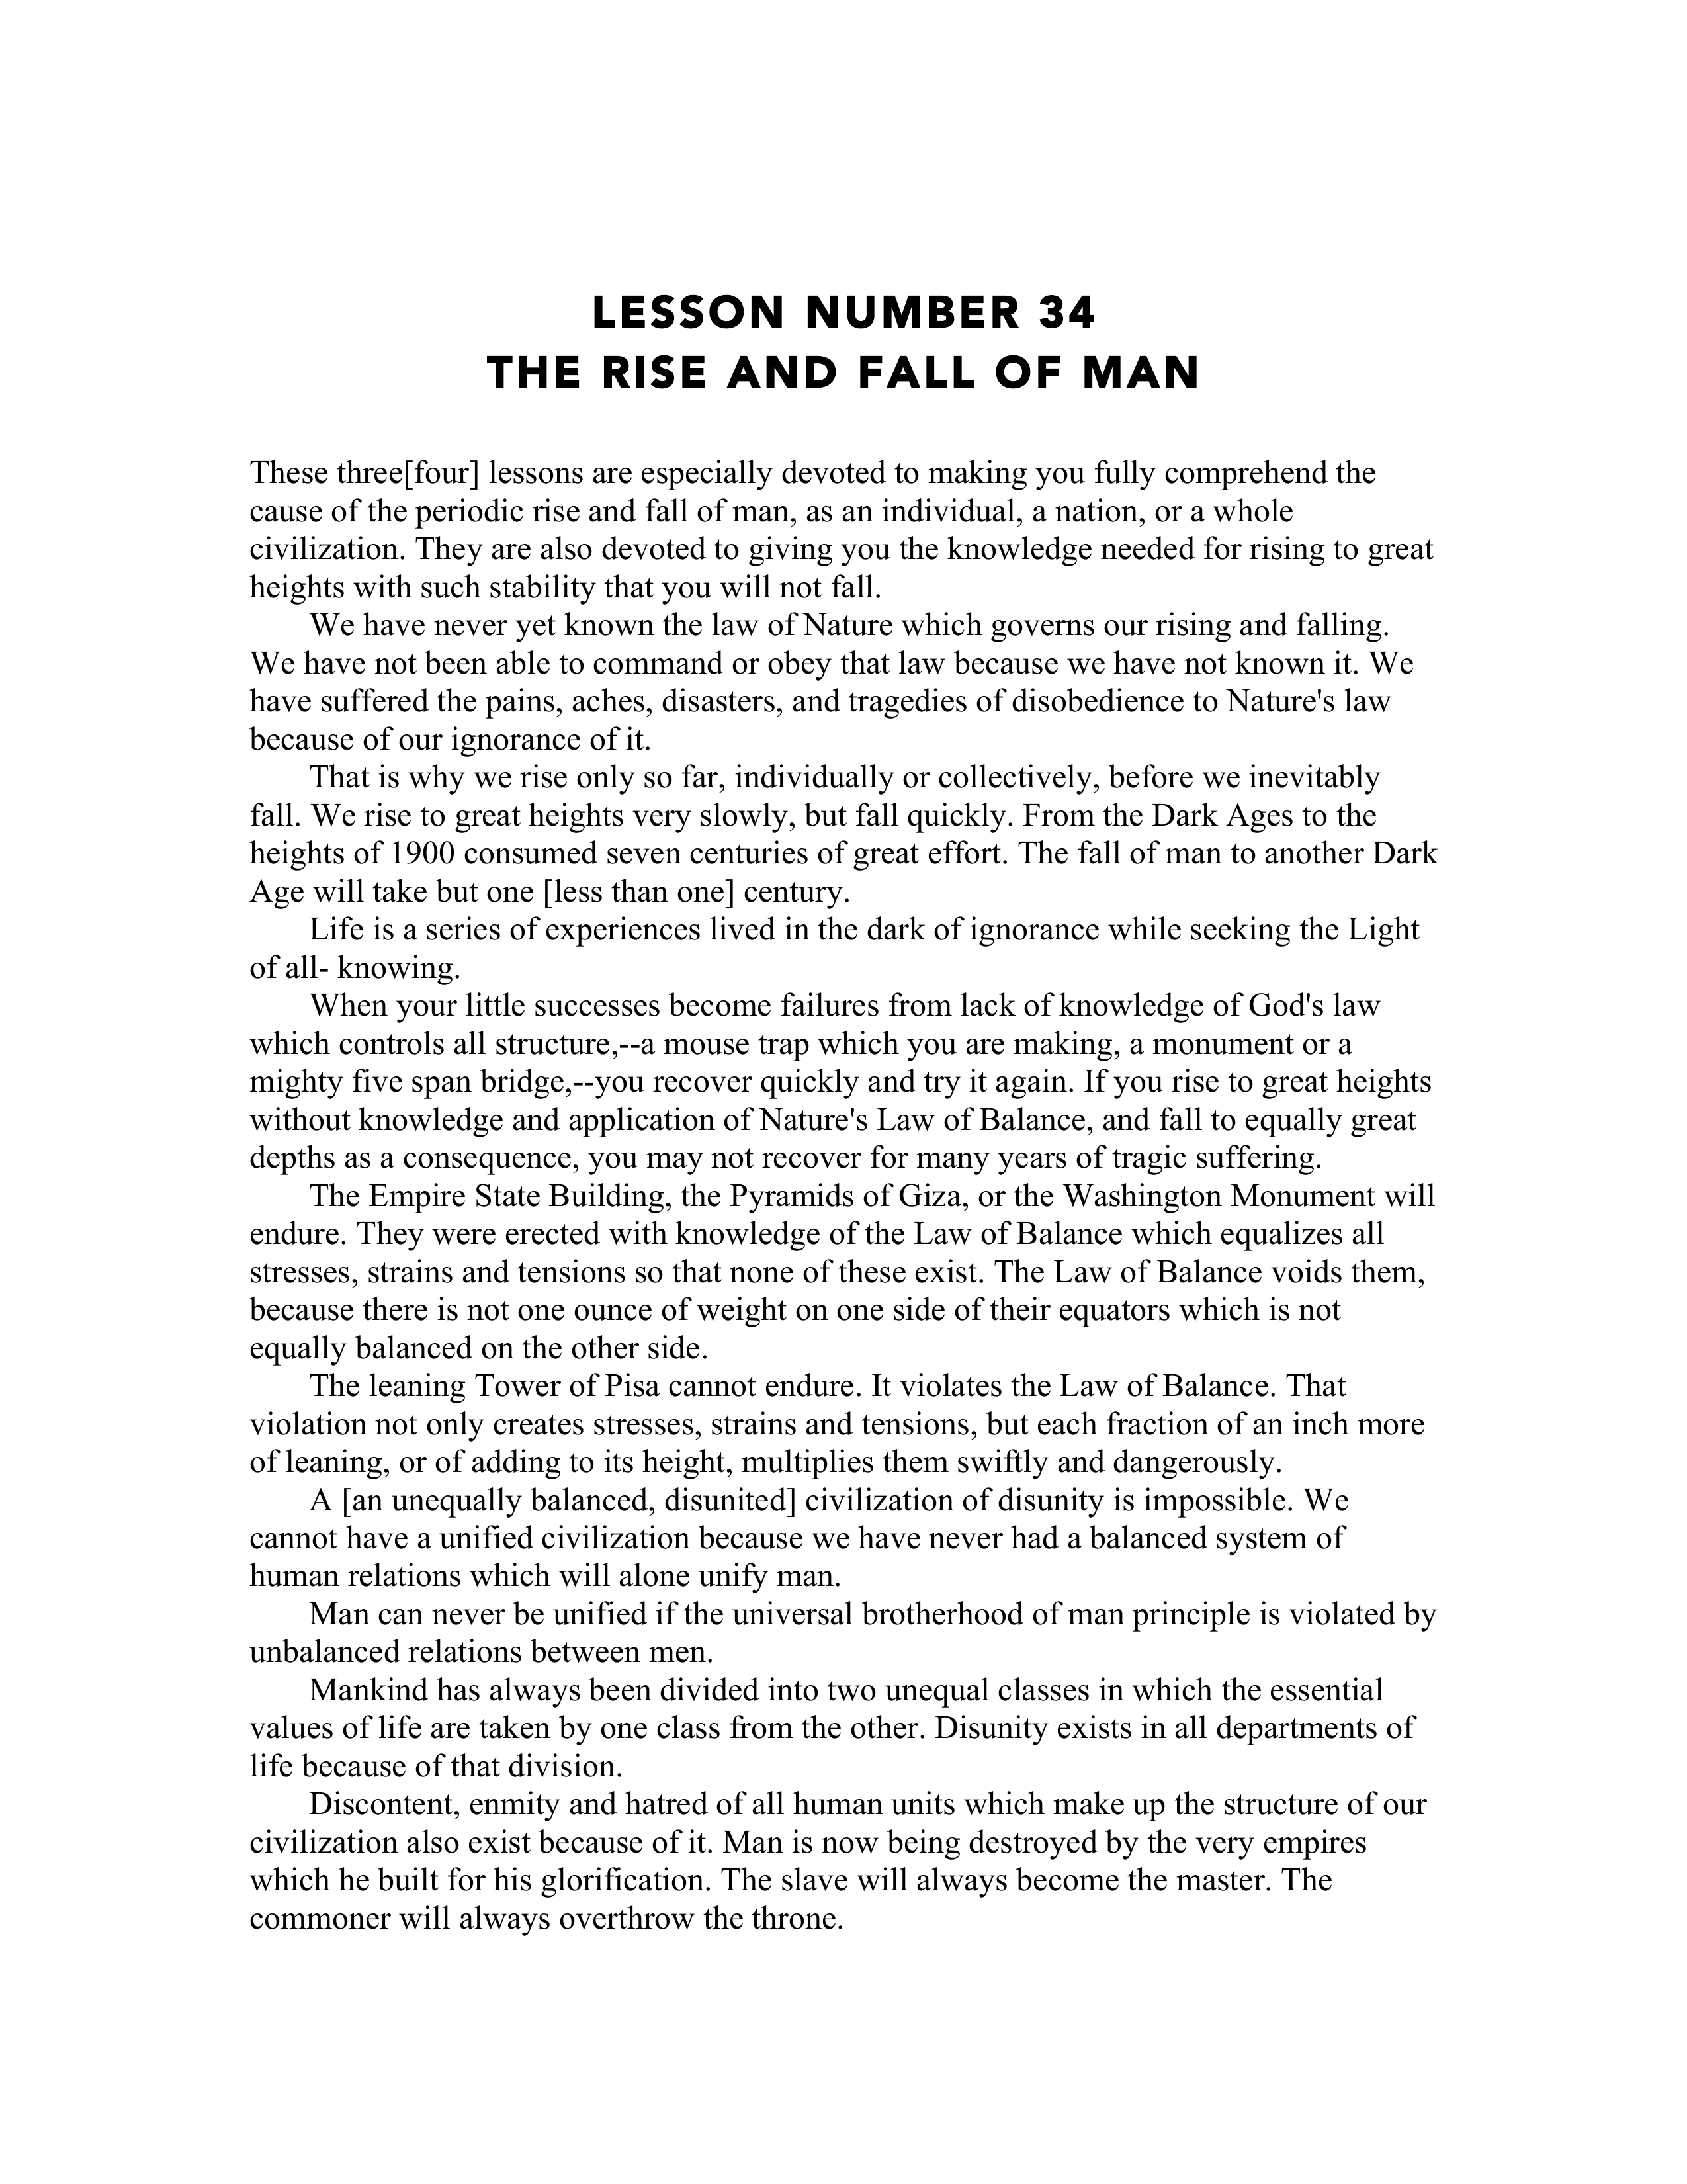 LESSON NUMBER 34
THE RISE AND FALL OF MAN
These three[four] lessons are especially devoted to making you fully comprehend the
cause of the periodic rise and fall of man, as an individual, a nation, or a whole
civilization. They are also devoted to giving you the knowledge needed for rising to great
heights with such stability that you will not fall.
We have never yet known the law of Nature which governs our rising and falling.
We have not been able to command or obey that law because we have not known it. We
have suffered the pains, aches, disasters, and tragedies of disobedience to Nature's law
because of our ignorance of it.
That is why we rise only so far, individually or collectively, before we inevitably
fall. We rise to great heights very slowly, but fall quickly. From the Dark Ages to the
heights of 1900 consumed seven centuries of great effort. The fall of man to another Dark
Age will take but one [less than one] century.
Life is a series of experiences lived in the dark of ignorance while seeking the Light
of all- knowing.
When your little successes become failures from lack of knowledge of God's law
which controls all structure,--a mouse trap which you are making, a monument or a
mighty five span bridge,--you recover quickly and try it again. If you rise to great heights
without knowledge and application of Nature's Law of Balance, and fall to equally great
depths as a consequence, you may not recover for many years of tragic suffering.
The Empire State Building, the Pyramids of Giza, or the Washington Monument will
endure. They were erected with knowledge of the Law of Balance which equalizes all
stresses, strains and tensions so that none of these exist. The Law of Balance voids them,
because there is not one ounce of weight on one side of their equators which is not
equally balanced on the other side.
The leaning Tower of Pisa cannot endure. It violates the Law of Balance. That
violation not only creates stresses, strains and tensions, but each fraction of an inch more
of leaning, or of adding to its height, multiplies them swiftly and dangerously.
A [an unequally balanced, disunited] civilization of disunity is impossible. We
cannot have a unified civilization because we have never had a balanced system of
human relations which will alone unify man.
Man can never be unified if the universal brotherhood of man principle is violated by
unbalanced relations between men.
Mankind has always been divided into two unequal classes in which the essential
values of life are taken by one class from the other. Disunity exists in all departments of
life because of that division.
Discontent, enmity and hatred of all human units which make up the structure of our
civilization also exist because of it. Man is now being destroyed by the very empires
which he built for his glorification. The slave will always become the master. The
commoner will always overthrow the throne.